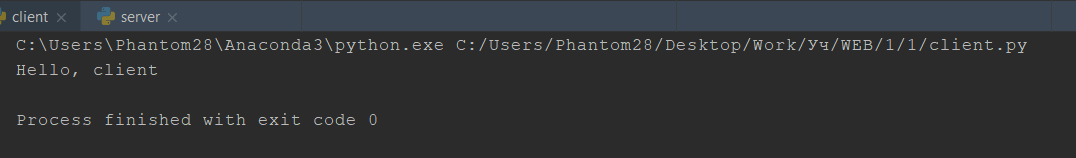 client
server
C:\Users\Phantom28\Anaconda3\python.exe C:/Users/Phantom28/Desktop/Work/Уч/WEB/1/1/client.py
Hello, client
Process finished with exit code 0